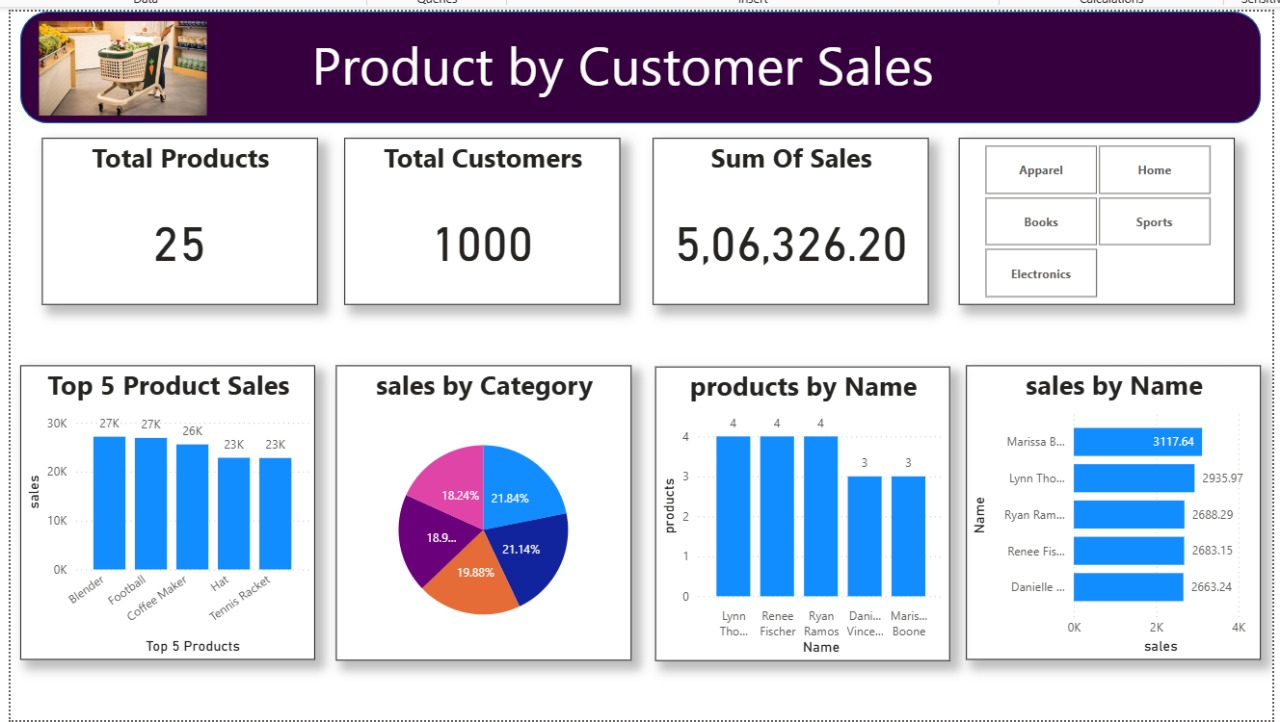 Data
Queries
Insert
Calculations
Product by Customer Sales
Total Products
25
Total Customers
1000
Sum Of Sales
5,06,326.20
Apparel
Home
Books
Sports
Electronics
Top 5 Product Sales
sales
30K
20K
10K
0K
27K
27K
26K
23K
23K
Blender
Football
Coffee Maker
Hat
Tennis Racket
Top 5 Products
sales by Category
18.24%
21.84%
18.9...
21.14%
19.88%
products by Name
products
4
3
2
1
0
4
4
4
3
3
Lynn
Tho...
Renee
Fischer
Ryan
Ramos
Dani...
Vince...
Maris...
Boone
Name
sales by Name
Name
Marissa B...
3117.64
Lynn Tho...
2935.97
Ryan Ram...
2688.29
Renee Fis...
2683.15
Danielle ...
2663.24
0K
2K
4K
sales